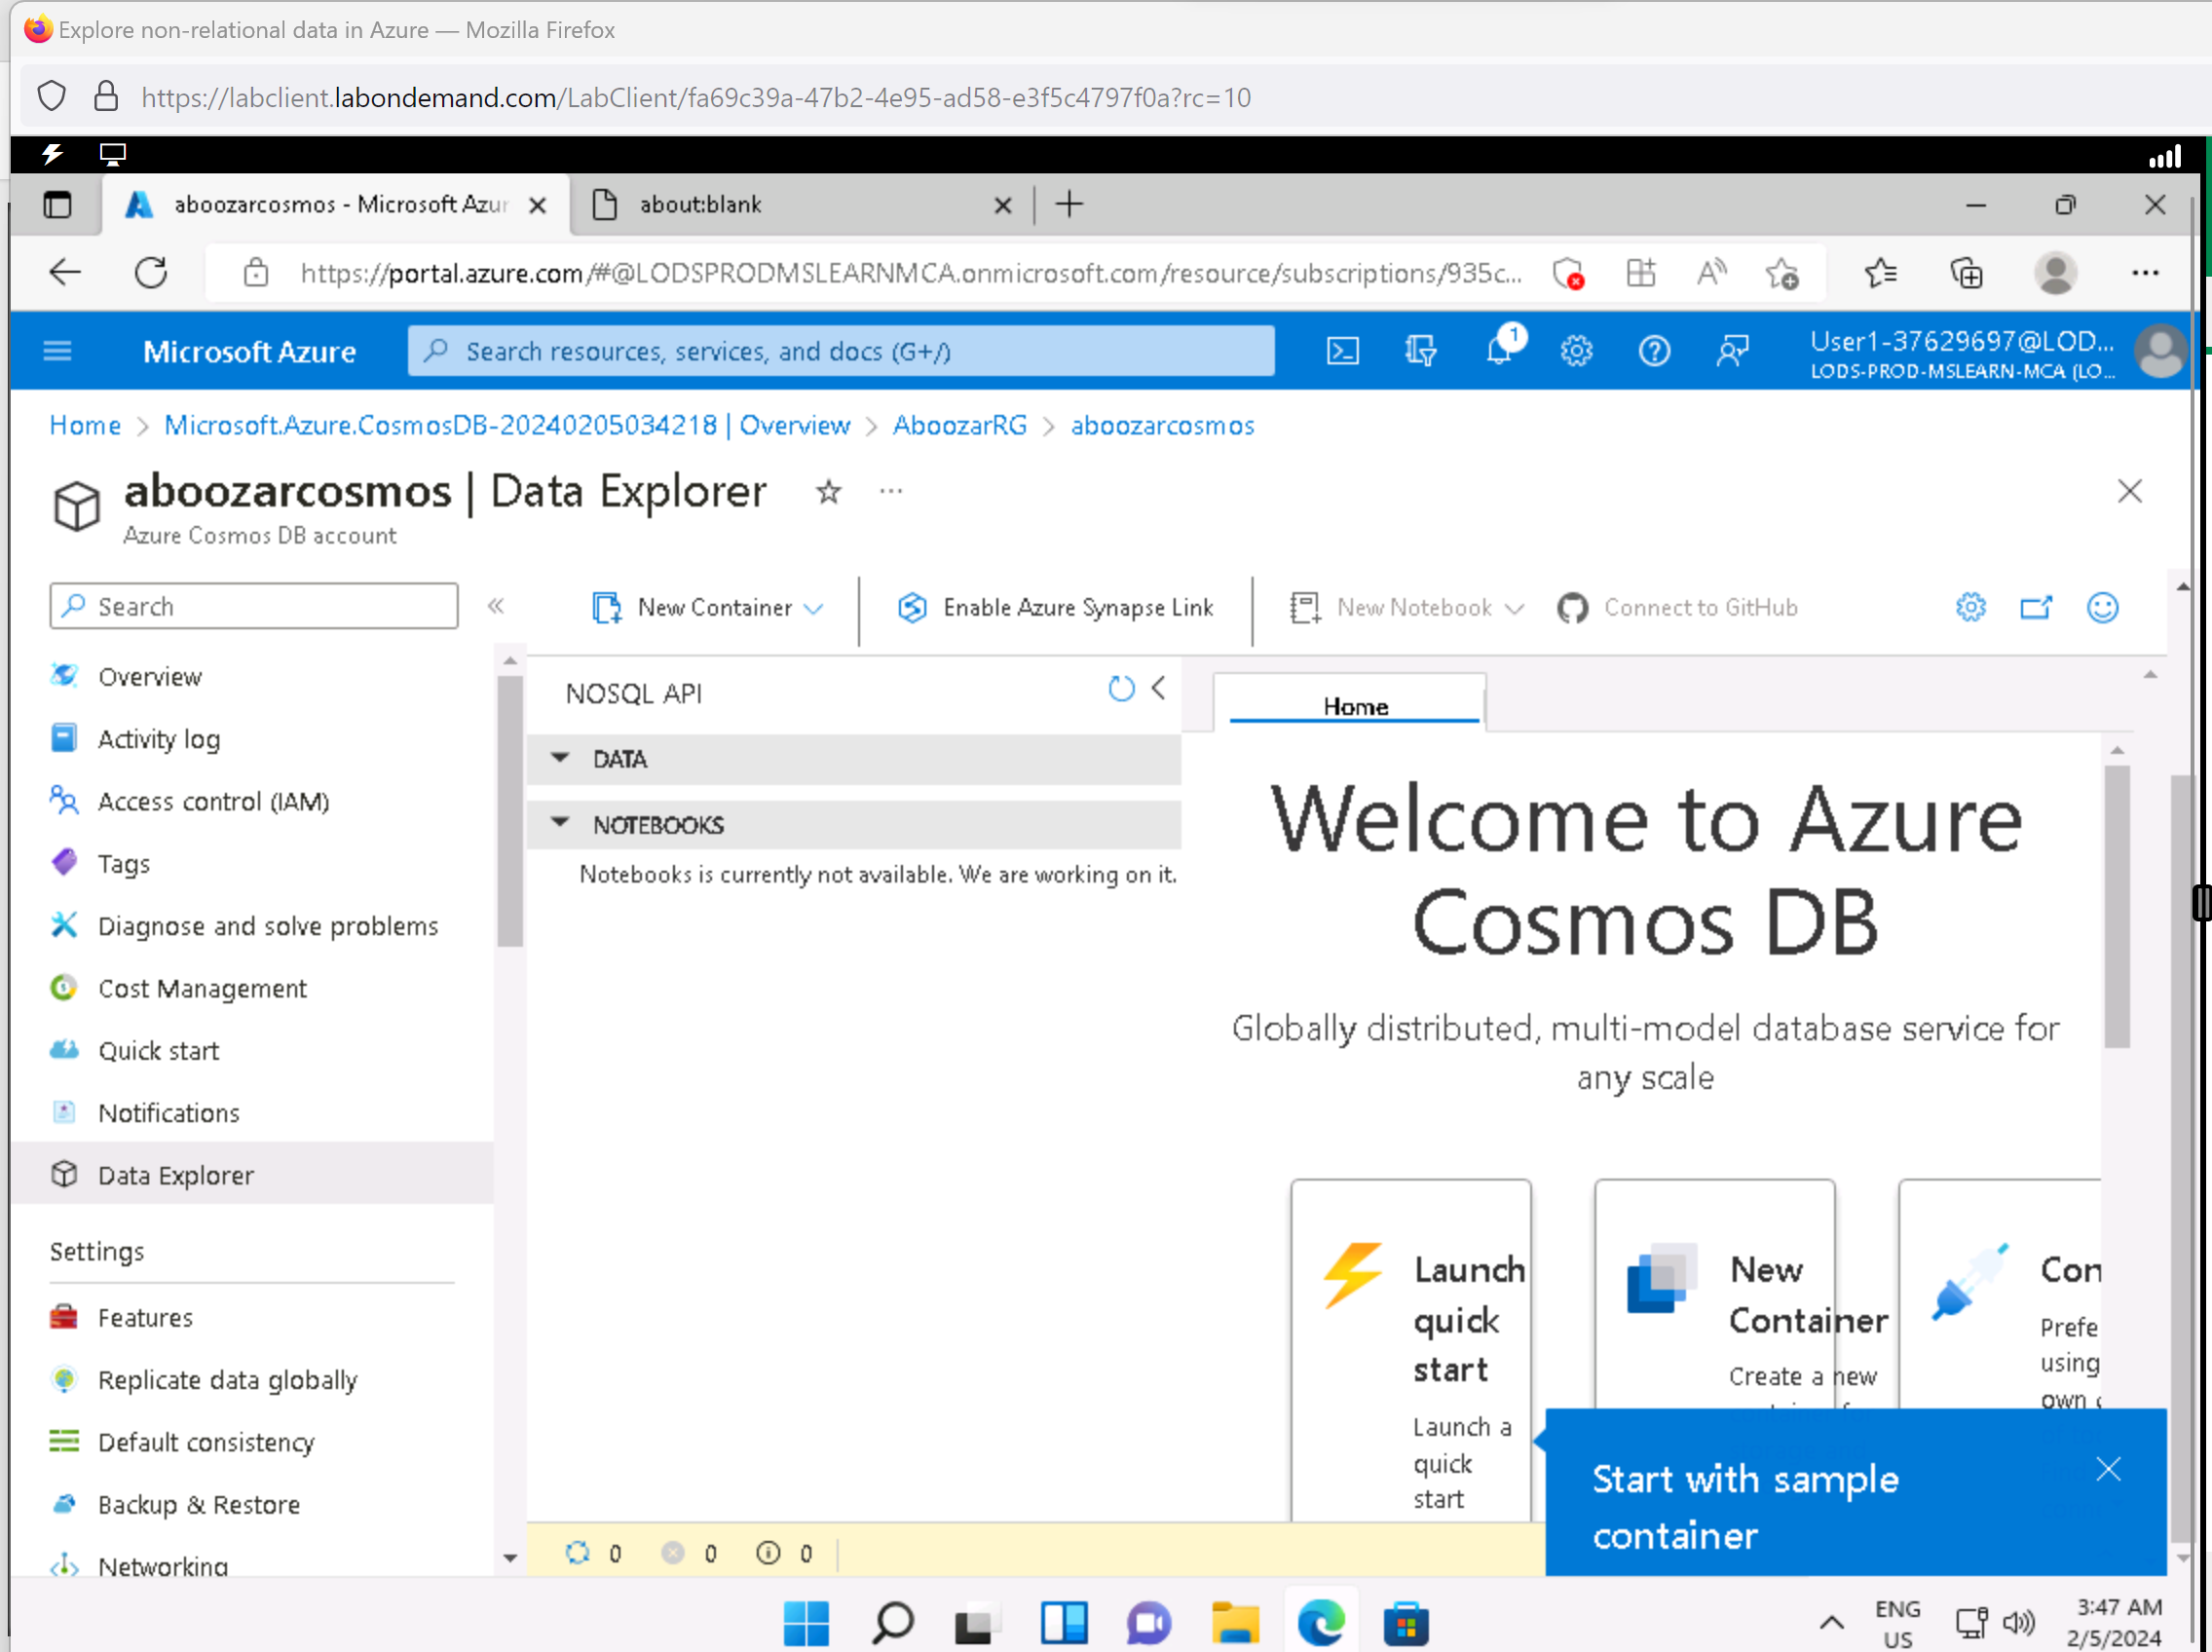 Explore non-relational data in Azure — Mozilla Firefox
https://labclient.labondemand.com/LabClient/fa69c39a-47b2-4e95-ad58-e3f5c4797f0a?rc=10
aboozarcosmos - Microsoft Azur
about:blank
https://portal.azure.com/#@LODSPRODMSLEARNMCA.onmicrosoft.com/resource/subscriptions/935c...
Microsoft Azure
Search resources, services, and docs (G+/)
1
User1-37629697@LOD...
LODS-PROD-MSLEARN-MCA (LO...
Home > Microsoft.Azure.CosmosDB-20240205034218 | Overview > AboozarRG > aboozarcosmos
aboozarcosmos | Data Explorer
Azure Cosmos DB account
Search
New Container
Enable Azure Synapse Link
New Notebook
Connect to GitHub
Overview
Activity log
Access control (IAM)
Tags
Diagnose and solve problems
Cost Management
Quick start
Notifications
Data Explorer
Settings
Features
Replicate data globally
Default consistency
Backup & Restore
Networking
NOSQL API
DATA
NOTEBOOKS
Notebooks is currently not available. We are working on it.
Home
Welcome to Azure
Cosmos DB
Globally distributed, multi-model database service for
any scale
Launch
quick
start
Launch a
quick
start
New
Container
Create a new
Con
Prefe
using
own
Start with sample
container
0
0
0
ENG
US
3:47 AM
2/5/2024